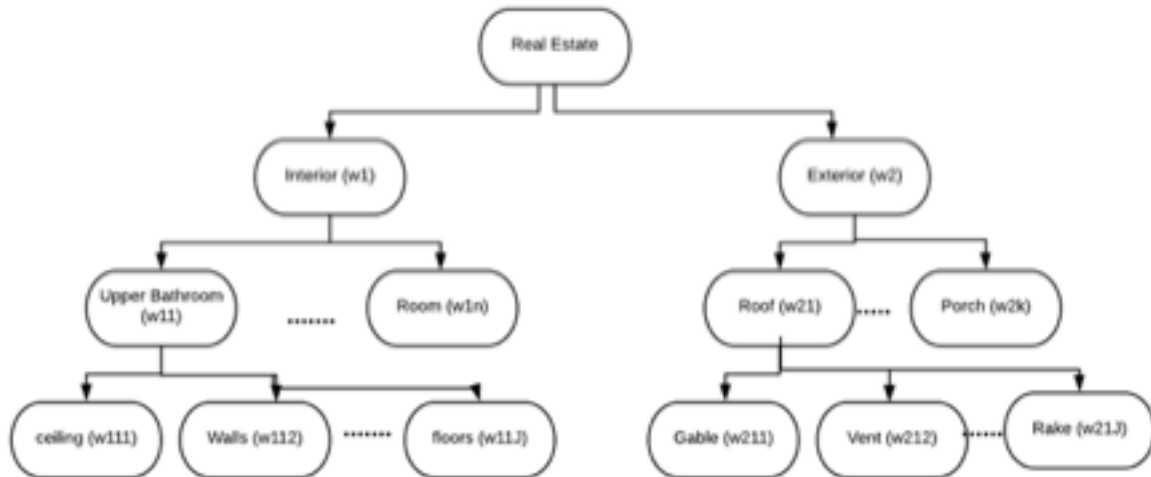 Real Estate
Interior (w1)
Exterior (w2)
Upper Bathroom
(w11)
.......
Room (w1n)
Roof (w21)
.....
Porch (w2k)
ceiling (w111)
Walls (w112)
.......
floors (w11J)
Gable (w211)
Vent (w212)
......
Rake (w21J)